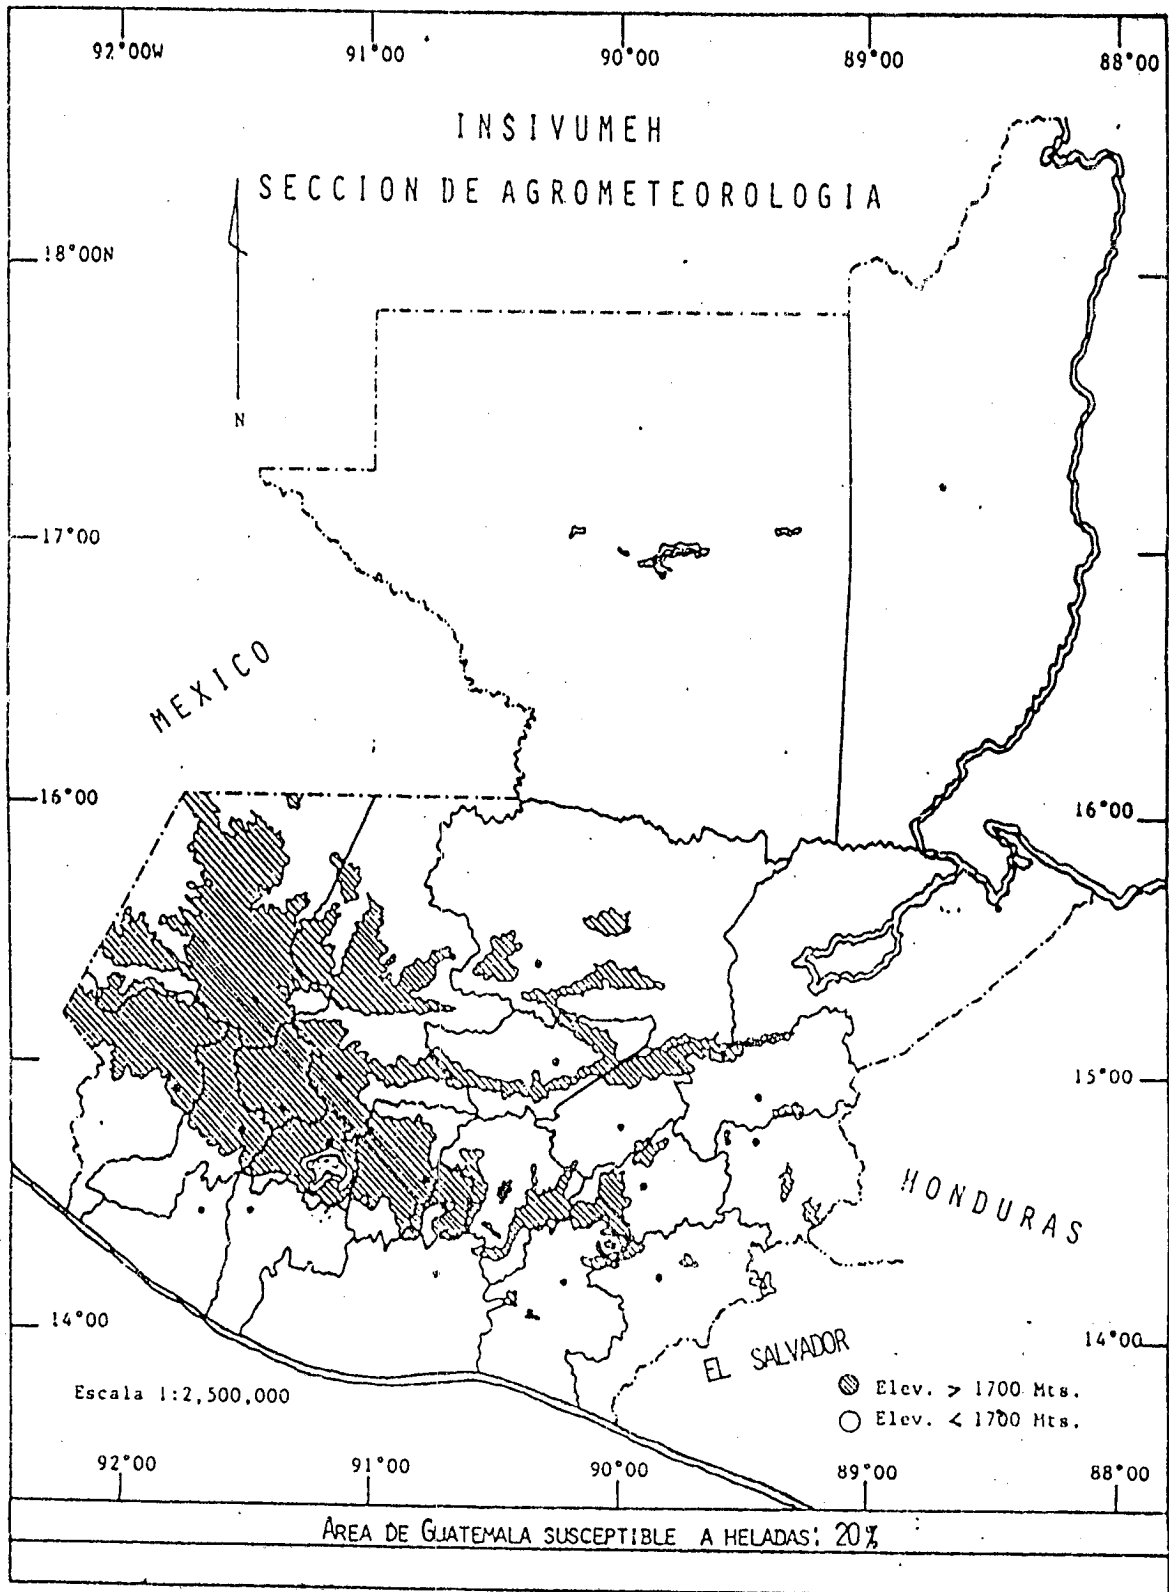 92°00W 91°00 90°00 89°00 88°00
INSIVUMEH
SECCION DE AGROMETEOROLOGIA
18°00N
N
17°00
MEXICO
16°00 16°00
15°00
HONDURAS
14°00 14°00
EL SALVADOR
Escala 1:2,500,000
Elev. > 1700 Mts.
Elev. < 1700 Mts.
92°00 91°00 90°00 89°00 88°00
AREA DE GUATEMALA SUSCEPTIBLE A HELADAS: 20%